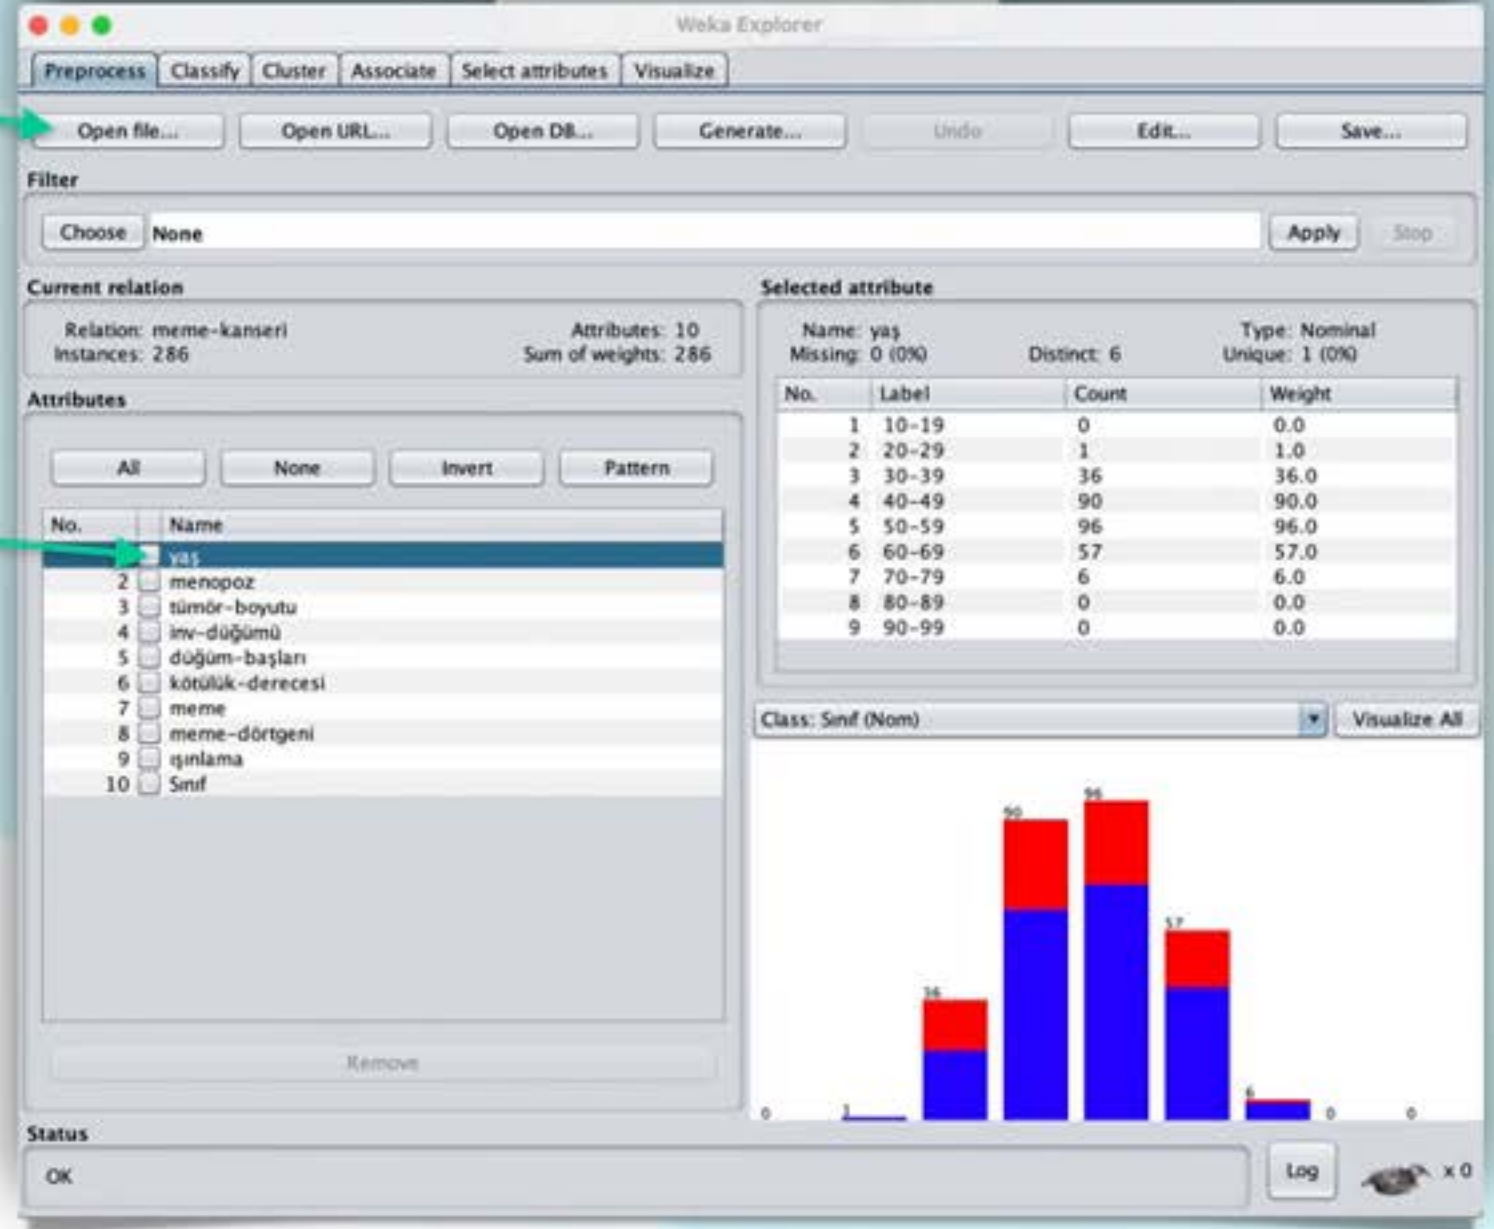 Weka Explorer
Preprocess Classify Cluster Associate Select attributes Visualize
Open file... Open URL... Open DB... Generate... Undo Edit... Save...
Filter
Choose None Apply Stop
Current relation
Relation: meme-kanseri Attributes: 10
Instances: 286 Sum of weights: 286
Selected attribute
Name: yaş Type: Nominal
Missing: 0 (0%) Distinct: 6 Unique: 1 (0%)
No. Label Count Weight
1 10-19 0 0.0
2 20-29 1 1.0
3 30-39 36 36.0
4 40-49 90 90.0
5 50-59 96 96.0
6 60-69 57 57.0
7 70-79 6 6.0
8 80-89 0 0.0
9 90-99 0 0.0
Attributes
All None Invert Pattern
No. Name
yaş
2 menopoz
3 tümör-boyutu
4 inv-düğümü
5 düğüm-başları
6 kötülük-derecesi
7 meme
8 meme-dörtgeni
9 ışınlama
10 Sınıf
Remove
Class: Sınıf (Nom) Visualize All
0 1 36 90 96 57 6 0 0
Status
OK Log x 0